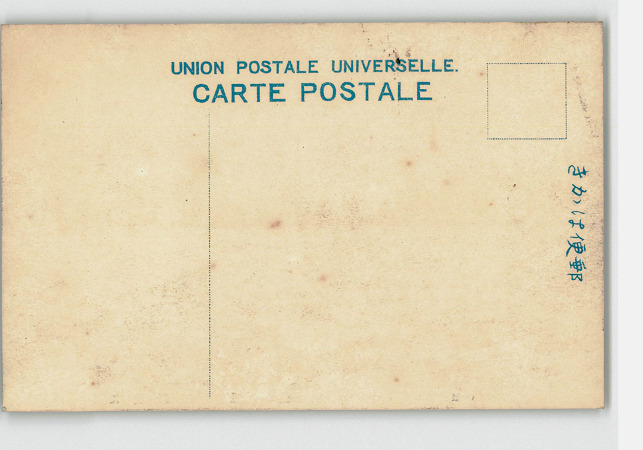 UNION POSTALE UNIVERSELLE.
CARTE POSTALE
きかは便郵